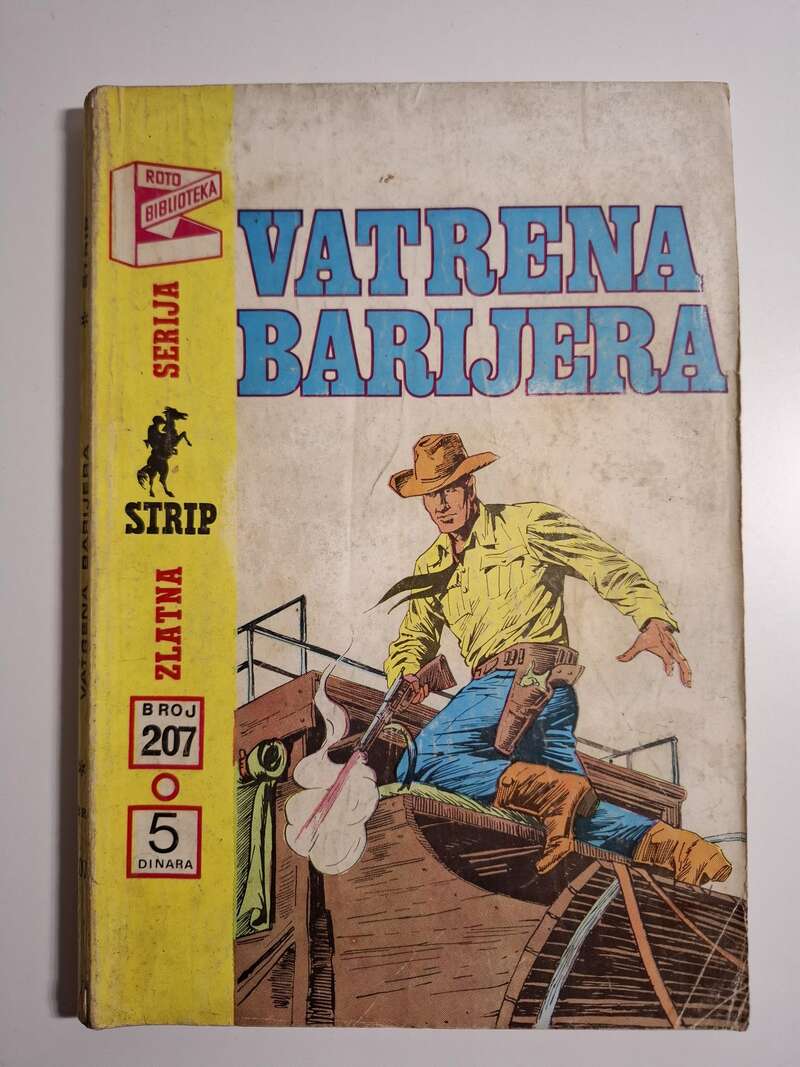 ROTO
BIBLIOTEKA
VATRENA
BARIJERA
ZLATNA
STRIP
SERIJA
BROJ
207
5
DINARA
VATRENA BARIJERA